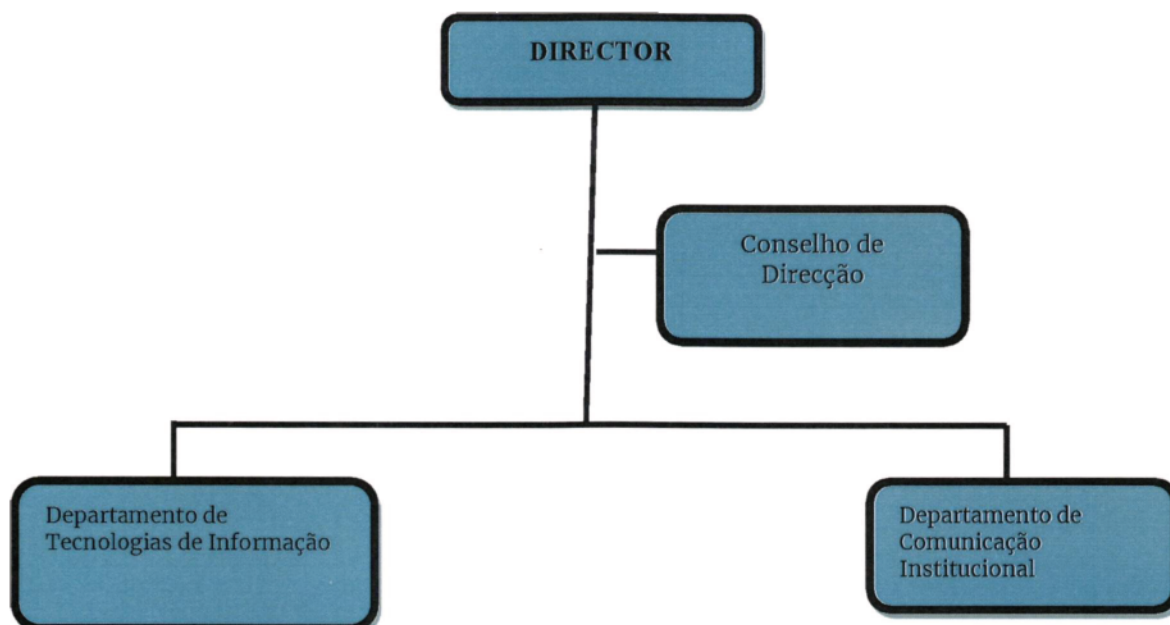 DIRECTOR
Conselho de
Direcção
Departamento de
Tecnologias de Informação
Departamento de
Comunicação
Institucional